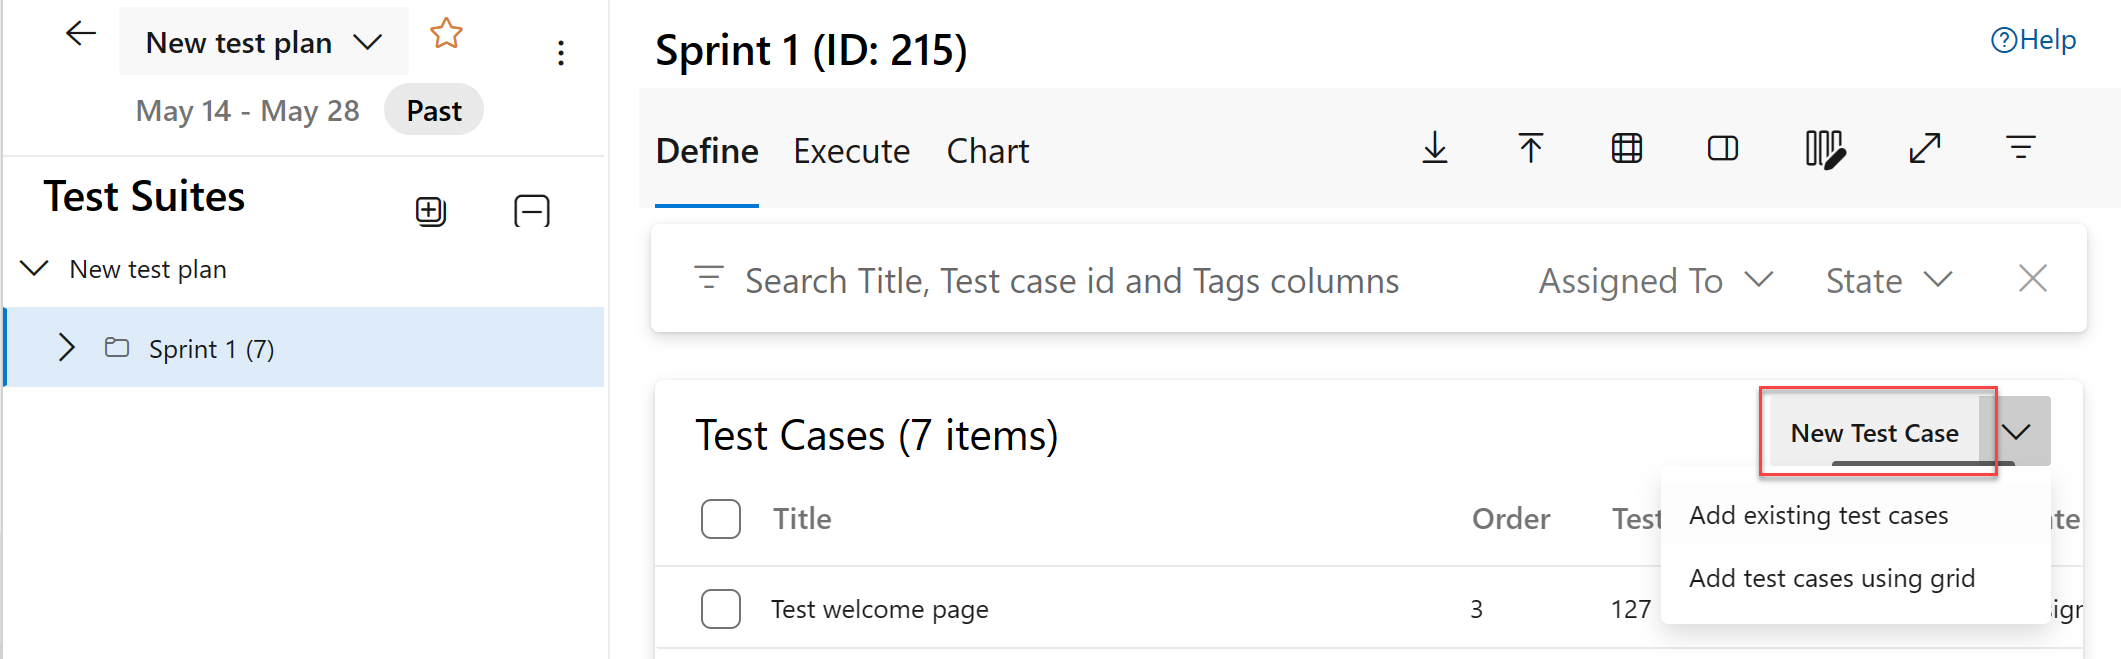 New test plan
May 14 - May 28 Past
Test Suites
New test plan
Sprint 1 (7)
Sprint 1 (ID: 215)
Help
Define Execute Chart
Search Title, Test case id and Tags columns Assigned To State
Test Cases (7 items)
New Test Case
Add existing test cases
Add test cases using grid
Title Order Test
Test welcome page 3 127